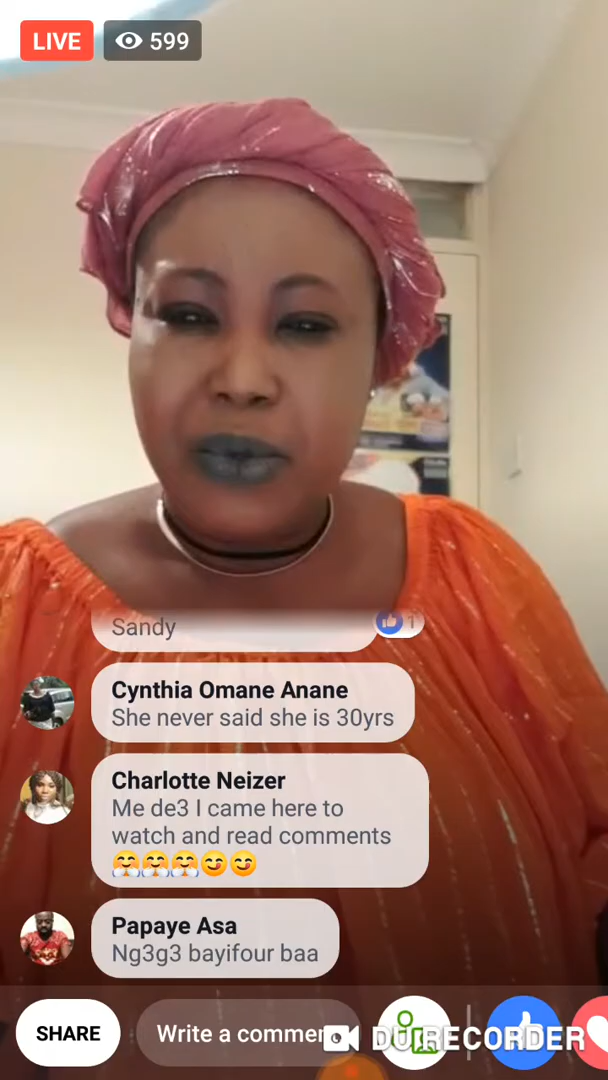 LIVE 599
Sandy
1
Cynthia Omane Anane
She never said she is 30yrs
Charlotte Neizer
Me de3 I came here to
watch and read comments
🤗🤗🤗😋😋
Papaye Asa
Ng3g3 bayifour baa
SHARE
Write a commen
DU RECORDER